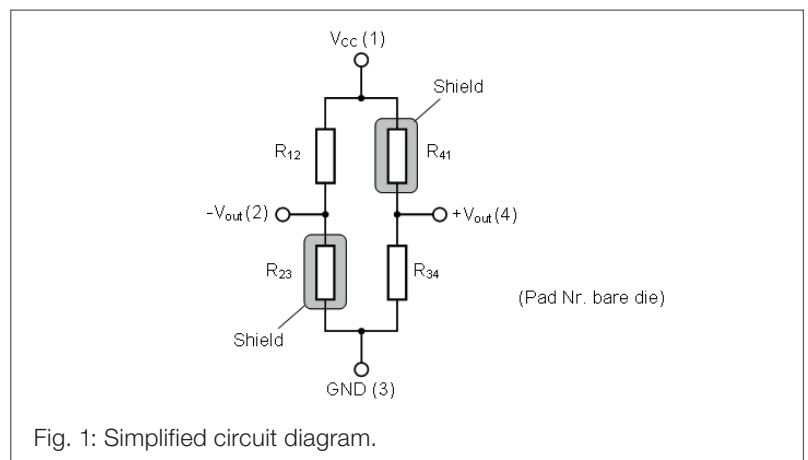 Vcc (1)
Shield
R12
R41
-Vout (2)
+Vout (4)
R23
R34
(Pad Nr. bare die)
Shield
GND (3)
Fig. 1: Simplified circuit diagram.